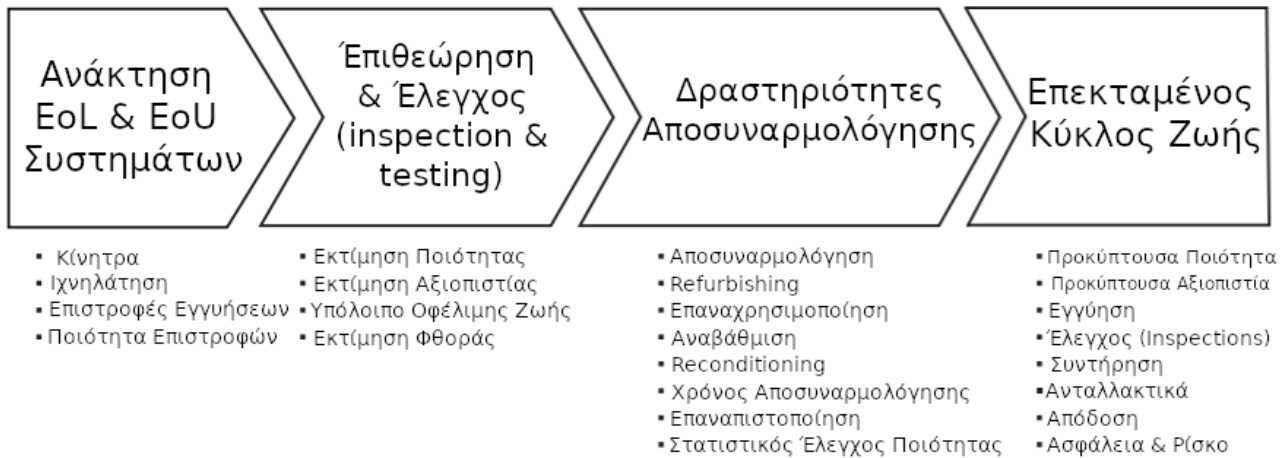 Ανάκτηση
EoL & EoU
Συστημάτων
Έπιθεώρηση
& Έλεγχος
(inspection &
testing)
Δραστηριότητες
Αποσυναρμολόγησης
Επεκταμένος
Κύκλος Ζωής
▪ Κίνητρα
▪ Ιχνηλάτηση
▪ Επιστροφές Εγγυήσεων
▪ Ποιότητα Επιστροφών
▪ Εκτίμηση Ποιότητας
▪ Εκτίμηση Αξιοπιστίας
▪ Υπόλοιπο Οφέλιμης Ζωής
▪ Εκτίμηση Φθοράς
▪ Αποσυναρμολόγηση
▪ Refurbishing
▪ Επαναχρησιμοποίηση
▪ Αναβάθμιση
▪ Reconditioning
▪ Χρόνος Αποσυναρμολόγησης
▪ Επαναπιστοποίηση
▪ Στατιστικός Έλεγχος Ποιότητας
▪ Προκύπτουσα Ποιότητα
▪ Προκύπτουσα Αξιοπιστία
▪ Εγγύηση
▪ Έλεγχος (Inspections)
▪ Συντήρηση
▪ Ανταλλακτικά
▪ Απόδοση
▪ Ασφάλεια & Ρίσκο